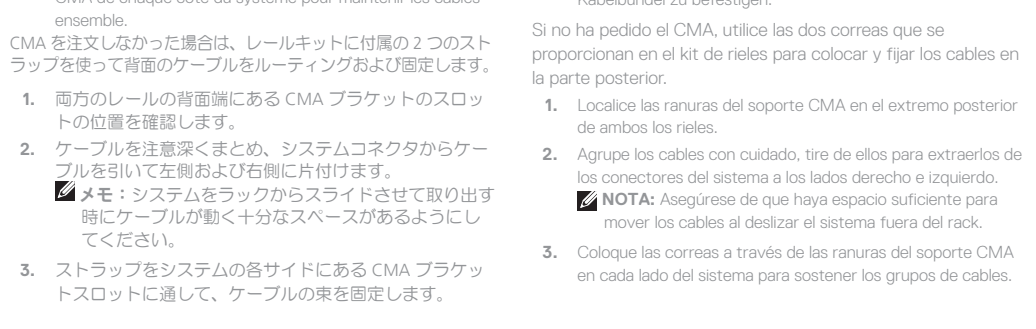 CMA de chaque côté du système pour maintenir les câbles
ensemble.
CMA を注文しなかった場合は、レールキットに付属の 2 つのスト
ラップを使って背面のケーブルをルーティングおよび固定します。
1. 両方のレールの背面端にある CMA ブラケットのスロッ
トの位置を確認します。
2. ケーブルを注意深くまとめ、システムコネクタからケー
ブルを引いて左側および右側に片付けます。
メモ：システムをラックからスライドさせて取り出す
時にケーブルが動く十分なスペースがあるようにし
てください。
3. ストラップをシステムの各サイドにある CMA ブラケッ
トスロットに通して、ケーブルの束を固定します。
Kabelbündel zu befestigen.
Si no ha pedido el CMA, utilice las dos correas que se
proporcionan en el kit de rieles para colocar y fijar los cables en
la parte posterior.
1. Localice las ranuras del soporte CMA en el extremo posterior
de ambos los rieles.
2. Agrupe los cables con cuidado, tire de ellos para extraerlos de
los conectores del sistema a los lados derecho e izquierdo.
NOTA: Asegúrese de que haya espacio suficiente para
mover los cables al deslizar el sistema fuera del rack.
3. Coloque las correas a través de las ranuras del soporte CMA
en cada lado del sistema para sostener los grupos de cables.